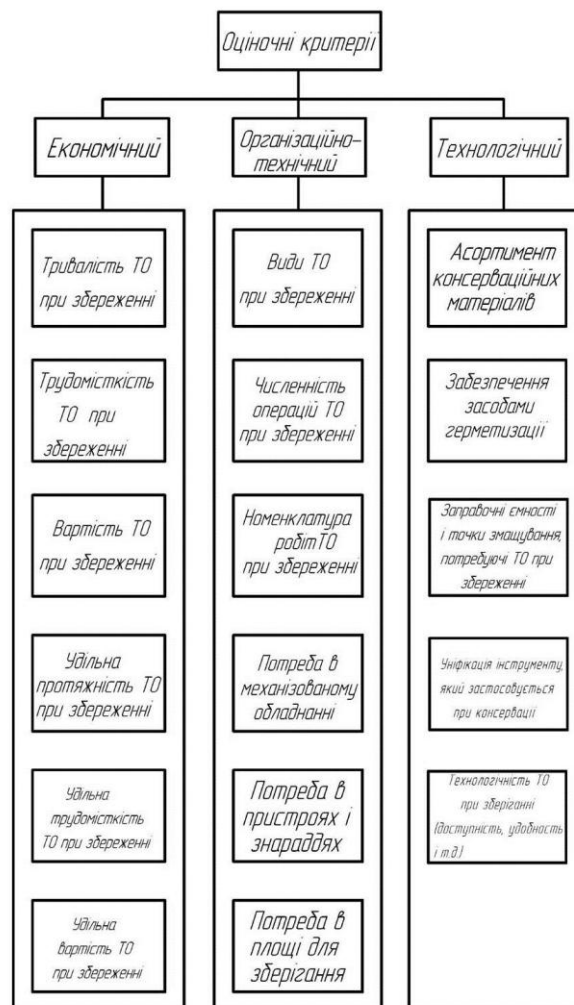 Оціночні критерії
Економічний
Організаційно-
технічний
Технологічний
Тривалість ТО
при збереженні
Трудомісткість
ТО при
збереженні
Вартість ТО
при збереженні
Удільна
протяжність ТО
при збереженні
Удільна
трудомісткість
ТО при збереженні
Удільна
вартість ТО
при збереженні
Види ТО
при збереженні
Численність
операцій ТО
при збереженні
Номенклатура
робіт ТО
при збереженні
Потреба в
механізованому
обладнанні
Потреба в
пристроях і
знараддях
Потреба в
площі для
зберігання
Асортимент
консерваційних
матеріалів
Забезпечення
засобами
герметизації
Заправочні ємності
і точки змащування,
потребуючі ТО при
збереженні
Уніфікація інструменту,
який застосовується
при консервації
Технологічність ТО
при зберіганні
(доступність, удобность
і т.д.)